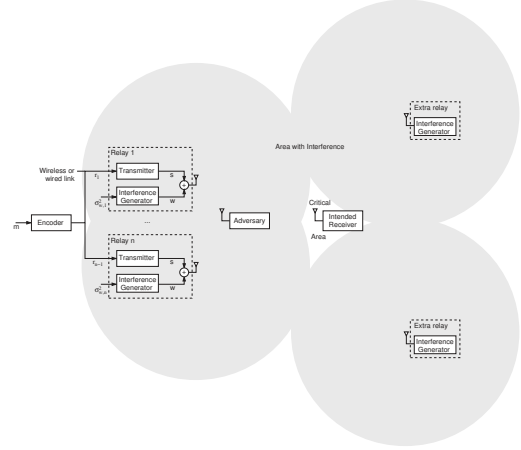 Extra relay
Interference
Generator
Area with Interference
Relay 1
Wireless or
wired link
r₁
Transmitter
s
+
Interference
Generator
w
Critical
m
Encoder
...
Adversary
Intended
Receiver
Area
Relay n
Transmitter
s
+
Interference
Generator
w
Extra relay
Interference
Generator